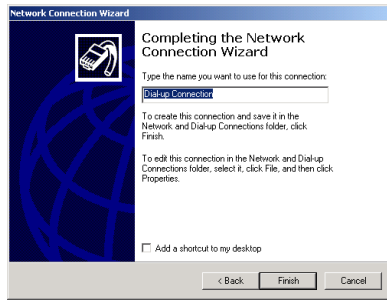 Network Connection Wizard
Completing the Network
Connection Wizard
Type the name you want to use for this connection:
Dial-up Connection
To create this connection and save it in the
Network and Dial-up Connections folder, click
Finish.
To edit this connection in the Network and Dial-up
Connections folder, select it, click File, and then click
Properties.
Add a shortcut to my desktop
< Back Finish Cancel